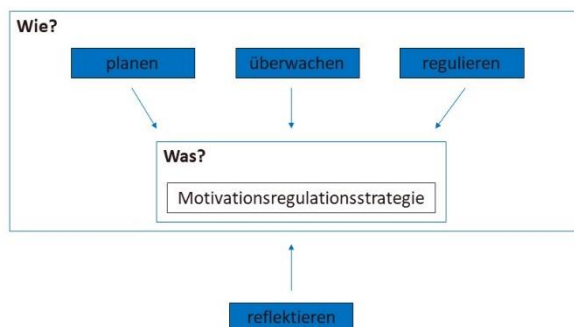 Wie?
planen
überwachen
regulieren
Was?
Motivationsregulationsstrategie
reflektieren